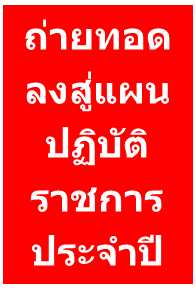 ถ่ายทอด
ลงสู่แผน
ปฏิบัติ
ราชการ
ประจำปี